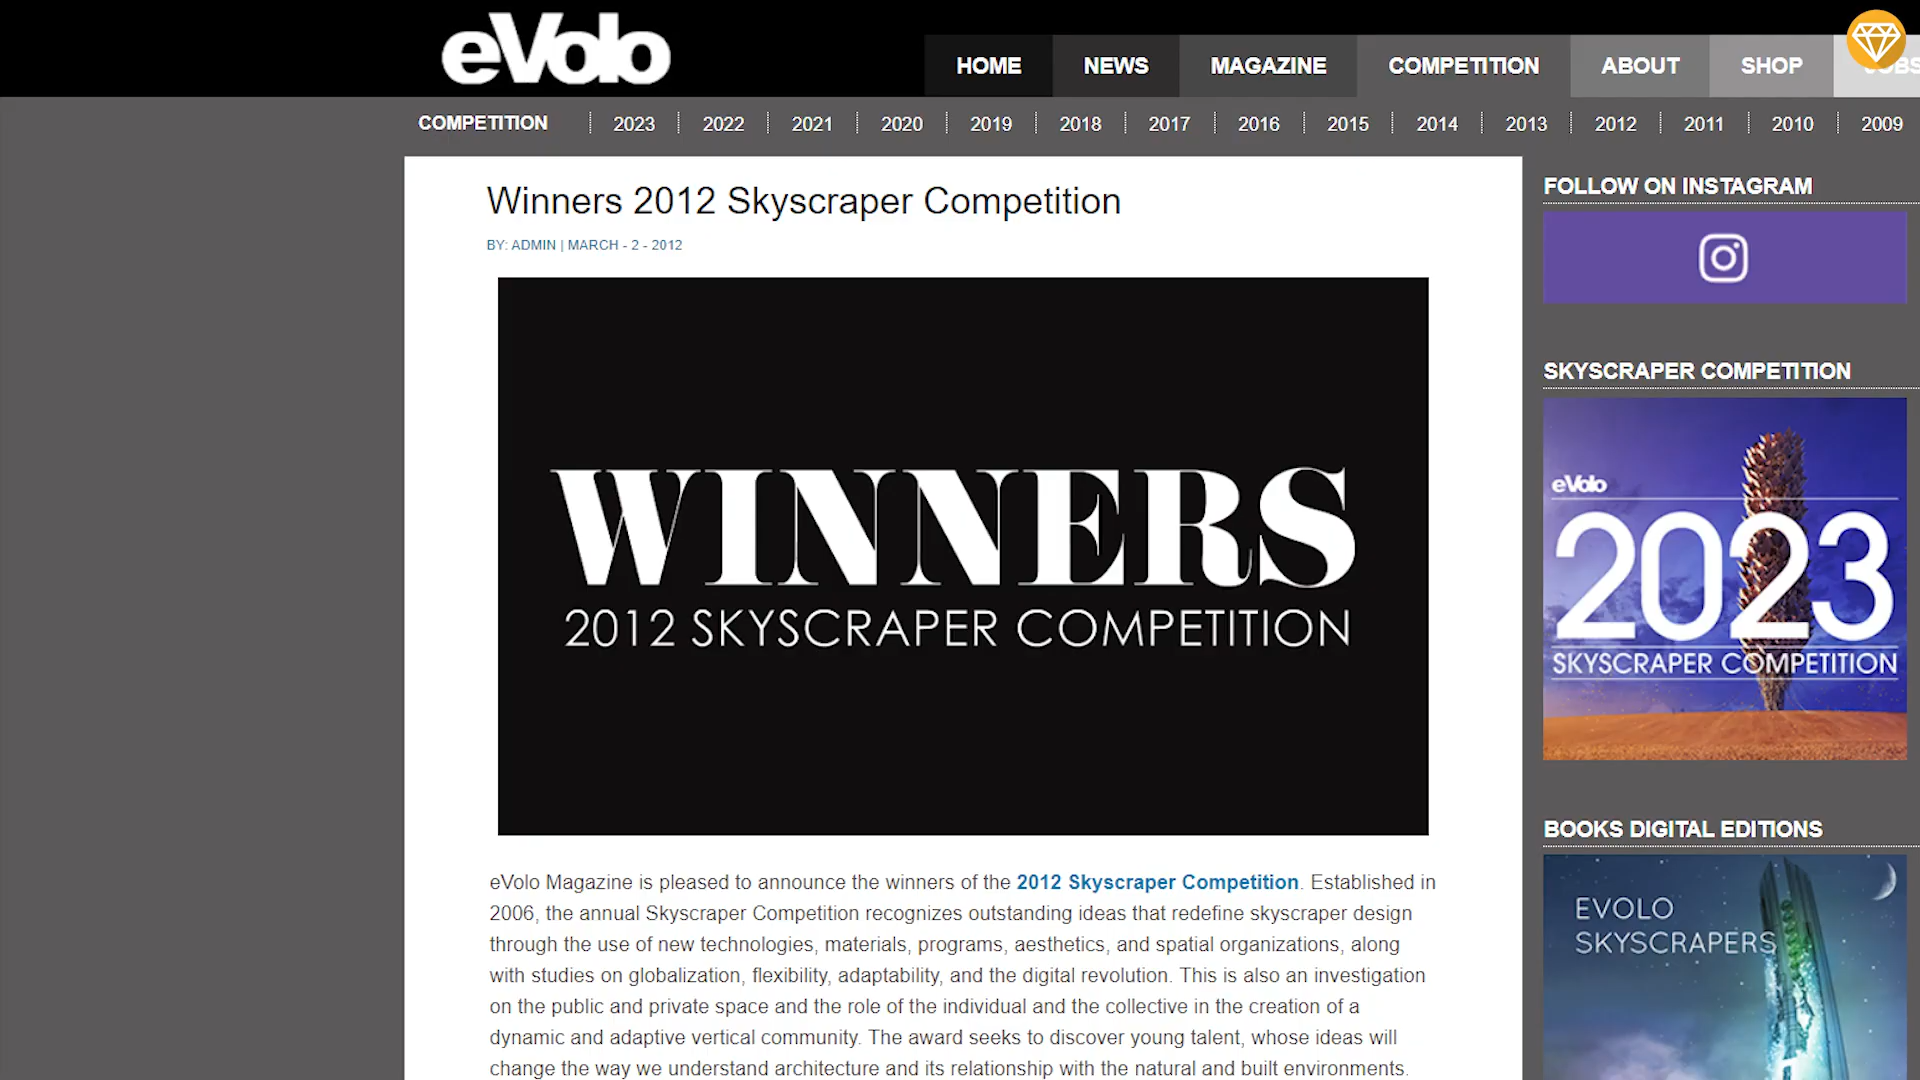 eVolo
HOME NEWS MAGAZINE COMPETITION ABOUT SHOP
COMPETITION 2023 2022 2021 2020 2019 2018 2017 2016 2015 2014 2013 2012 2011 2010 2009
Winners 2012 Skyscraper Competition
BY: ADMIN | MARCH - 2 - 2012
WINNERS
2012 SKYSCRAPER COMPETITION
eVolo Magazine is pleased to announce the winners of the 2012 Skyscraper Competition. Established in
2006, the annual Skyscraper Competition recognizes outstanding ideas that redefine skyscraper design
through the use of new technologies, materials, programs, aesthetics, and spatial organizations, along
with studies on globalization, flexibility, adaptability, and the digital revolution. This is also an investigation
on the public and private space and the role of the individual and the collective in the creation of a
dynamic and adaptive vertical community. The award seeks to discover young talent, whose ideas will
change the way we understand architecture and its relationship with the natural and built environments.
FOLLOW ON INSTAGRAM
SKYSCRAPER COMPETITION
eVolo
2023
SKYSCRAPER COMPETITION
BOOKS DIGITAL EDITIONS
EVOLO
SKYSCRAPERS